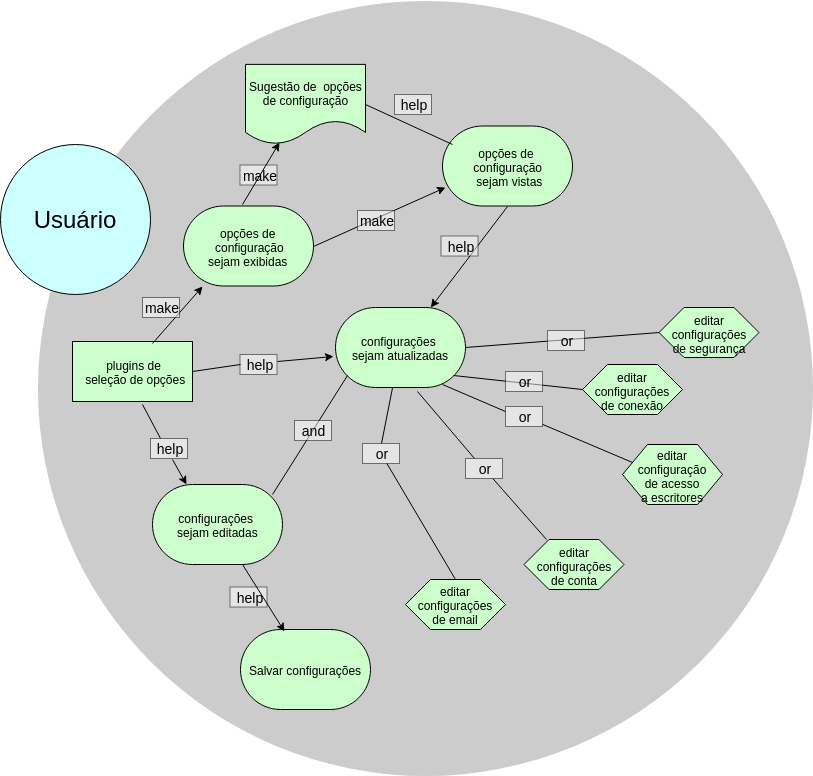 Sugestão de opções
de configuração
help
opções de
configuração
sejam vistas
make
Usuário
make
opções de
configuração
sejam exibidas
help
make
configurações
sejam atualizadas
or
editar
configurações
de segurança
plugins de
seleção de opções
help
or
editar
configurações
de conexão
or
and
help
or
or
editar
configuração
de acesso
a escritores
configurações
sejam editadas
editar
configurações
de conta
help
editar
configurações
de email
Salvar configurações